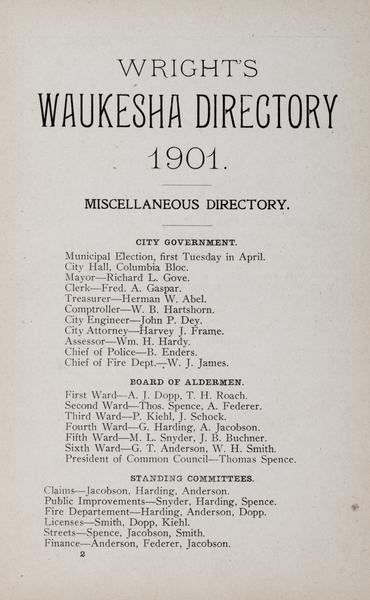 WRIGHT'S
WAUKESHA DIRECTORY
1901.
MISCELLANEOUS DIRECTORY.
CITY GOVERNMENT.
Municipal Election, first Tuesday in April.
City Hall, Columbia Bloc.
Mayor—Richard L. Gove.
Clerk—Fred. A. Gaspar.
Treasurer—Herman W. Abel.
Comptroller—W. B. Hartshorn.
City Engineer—John P. Dey.
City Attorney—Harvey J. Frame.
Assessor—Wm. H. Hardy.
Chief of Police—B. Enders.
Chief of Fire Dept.—W. J. James.
BOARD OF ALDERMEN.
First Ward—A. J. Dopp, T. H. Roach.
Second Ward—Thos. Spence, A. Federer.
Third Ward—P. Kiehl, J. Schock.
Fourth Ward—G. Harding, A. Jacobson.
Fifth Ward—M. L. Snyder, J. B. Buchner.
Sixth Ward—G. T. Anderson, W. H. Smith.
President of Common Council—Thomas Spence.
STANDING COMMITTEES.
Claims—Jacobson, Harding, Anderson.
Public Improvements—Snyder, Harding, Spence.
Fire Departement—Harding, Anderson, Dopp.
Licenses—Smith, Dopp, Kiehl.
Streets—Spence, Jacobson, Smith.
Finance—Anderson, Federer, Jacobson.
2